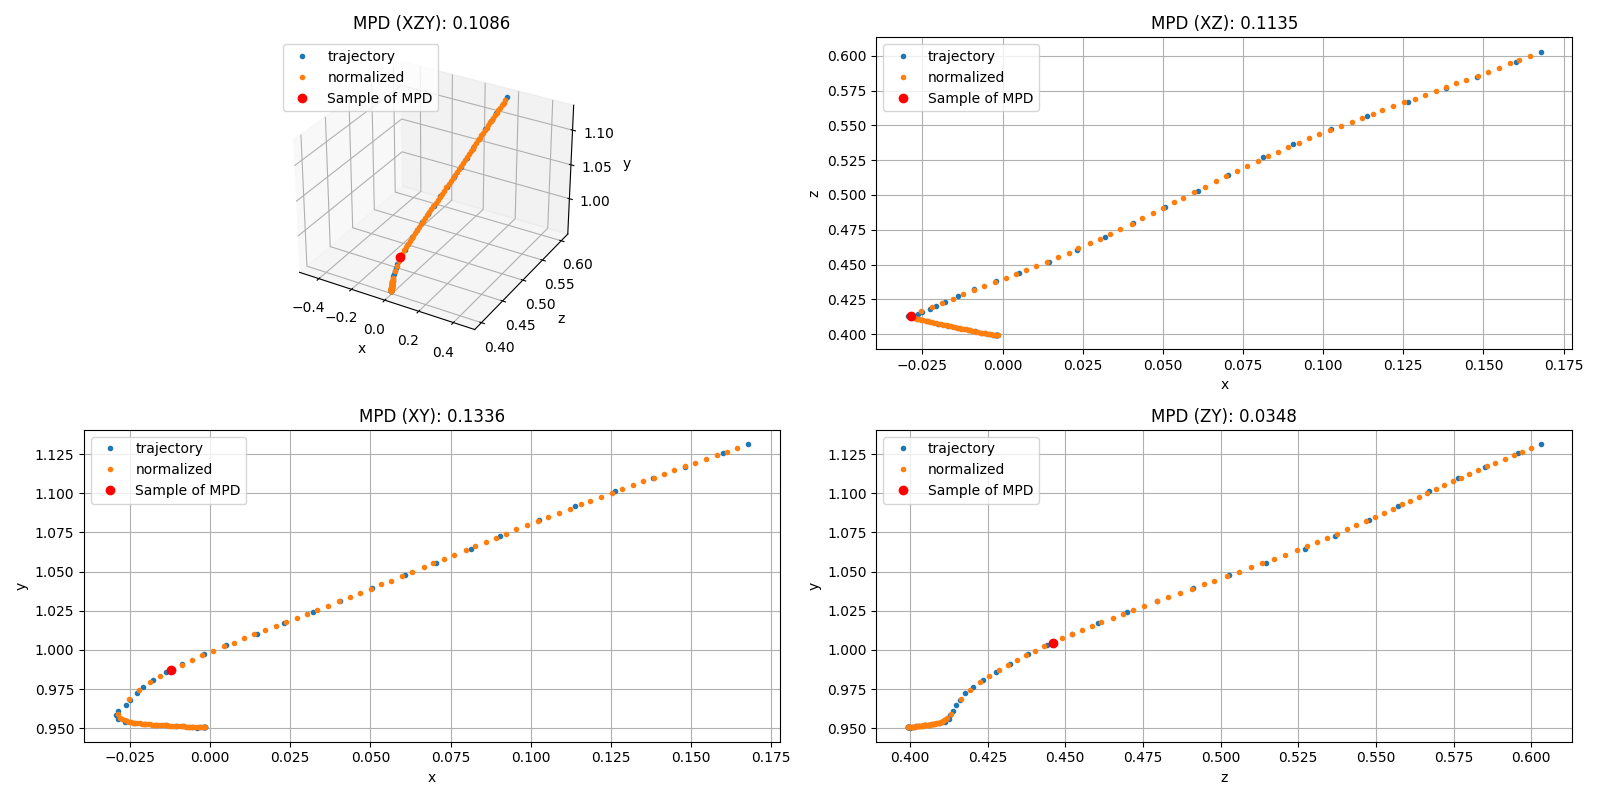 MPD (XZY): 0.1086
trajectory
normalized
Sample of MPD
1.10
1.05
1.00
y
0.60
0.55
0.50
0.45
0.40
z
−0.4
−0.2
0.0
0.2
0.4
x
MPD (XZ): 0.1135
trajectory
normalized
Sample of MPD
0.600
0.575
0.550
0.525
0.500
0.475
0.450
0.425
0.400
z
−0.025 0.000 0.025 0.050 0.075 0.100 0.125 0.150 0.175
x
MPD (XY): 0.1336
trajectory
normalized
Sample of MPD
1.125
1.100
1.075
1.050
1.025
1.000
0.975
0.950
y
−0.025 0.000 0.025 0.050 0.075 0.100 0.125 0.150 0.175
x
MPD (ZY): 0.0348
trajectory
normalized
Sample of MPD
1.125
1.100
1.075
1.050
1.025
1.000
0.975
0.950
y
0.400 0.425 0.450 0.475 0.500 0.525 0.550 0.575 0.600
z